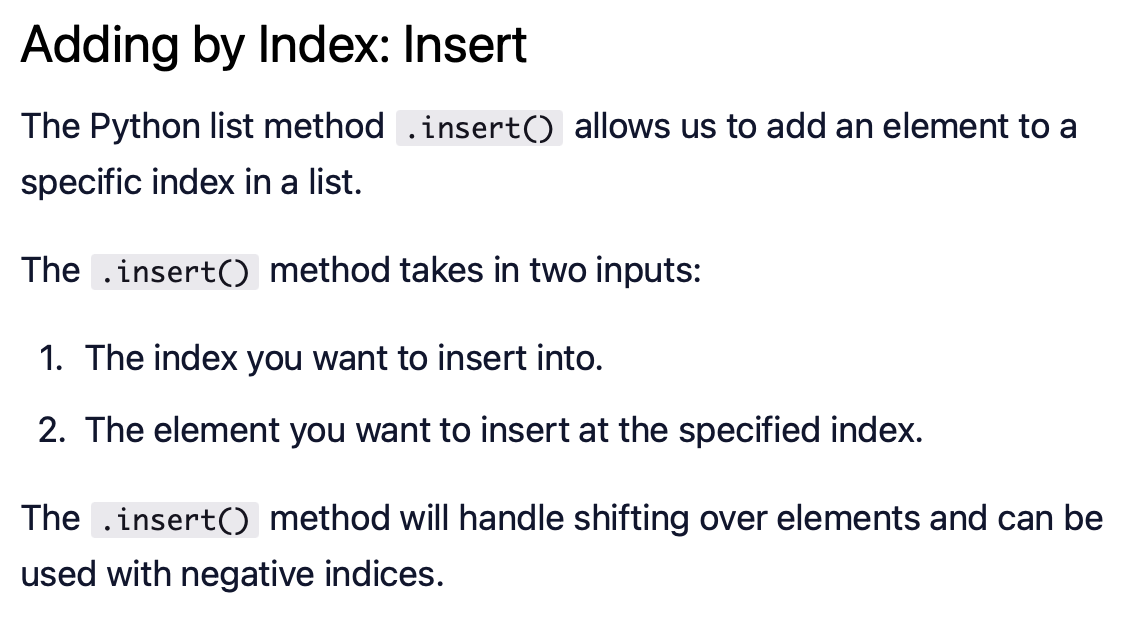 Adding by Index: Insert
The Python list method .insert() allows us to add an element to a
specific index in a list.
The .insert() method takes in two inputs:
1. The index you want to insert into.
2. The element you want to insert at the specified index.
The .insert() method will handle shifting over elements and can be
used with negative indices.